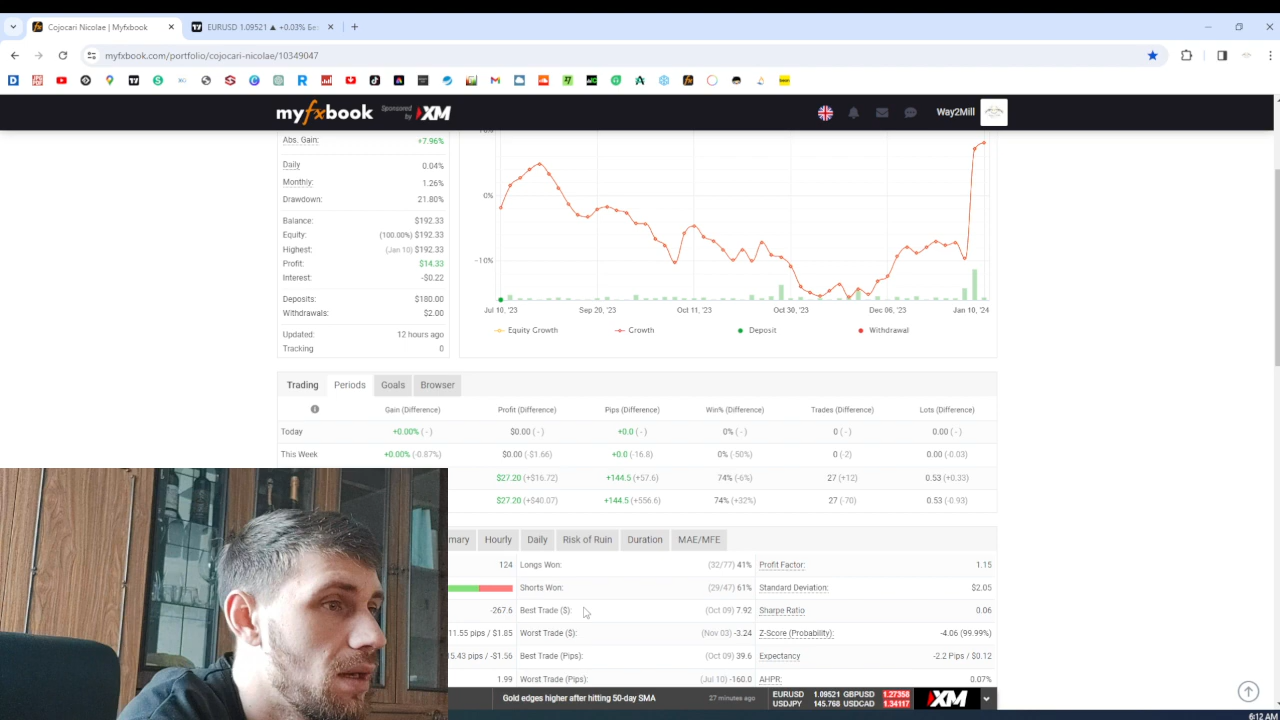 Cojocari Nicolae | Myfxbook
EURUSD 1.09521 ▲ +0.03% Без
myfxbook.com/portfolio/cojocari-nicolae/10349047
myfxbook Sponsored by XM
Way2Mill
Abs. Gain: +7.96%
Daily 0.04%
Monthly: 1.26%
Drawdown: 21.80%
Balance: $192.33
Equity: (100.00%) $192.33
Highest: (Jan 10) $192.33
Profit: $14.33
Interest: -$0.22
Deposits: $180.00
Withdrawals: $2.00
Updated: 12 hours ago
Tracking 0
0%
-10%
Jul 10, '23 Sep 20, '23 Oct 11, '23 Oct 30, '23 Dec 06, '23 Jan 10, '24
Equity Growth Growth Deposit Withdrawal
Trading Periods Goals Browser
Gain (Difference) Profit (Difference) Pips (Difference) Win% (Difference) Trades (Difference) Lots (Difference)
Today +0.00% ( - ) $0.00 ( - ) +0.0 ( - ) 0% ( - ) 0 ( - ) 0.00 ( - )
This Week +0.00% (-0.87%) $0.00 (-$1.66) +0.0 (-16.8) 0% (-50%) 0 (-2) 0.00 (-0.03)
$27.20 (+$16.72) +144.5 (+57.6) 74% (-6%) 27 (+12) 0.53 (+0.33)
$27.20 (+$40.07) +144.5 (+556.6) 74% (+32%) 27 (-70) 0.53 (-0.93)
mary Hourly Daily Risk of Ruin Duration MAE/MFE
124 Longs Won: (32/77) 41% Profit Factor: 1.15
Shorts Won: (29/47) 61% Standard Deviation: $2.05
-267.6 Best Trade ($): (Oct 09) 7.92 Sharpe Ratio 0.06
11.55 pips / $1.85 Worst Trade ($): (Nov 03) -3.24 Z-Score (Probability): -4.06 (99.99%)
15.43 pips / -$1.56 Best Trade (Pips): (Oct 09) 39.6 Expectancy -2.2 Pips / $0.12
1.99 Worst Trade (Pips): (Jul 10) -160.0 AHPR: 0.07%
Gold edges higher after hitting 50-day SMA 27 minutes ago
EURUSD 1.09521 GBPUSD 1.27358
USDJPY 145.768 USDCAD 1.34117
XM
6:12 AM